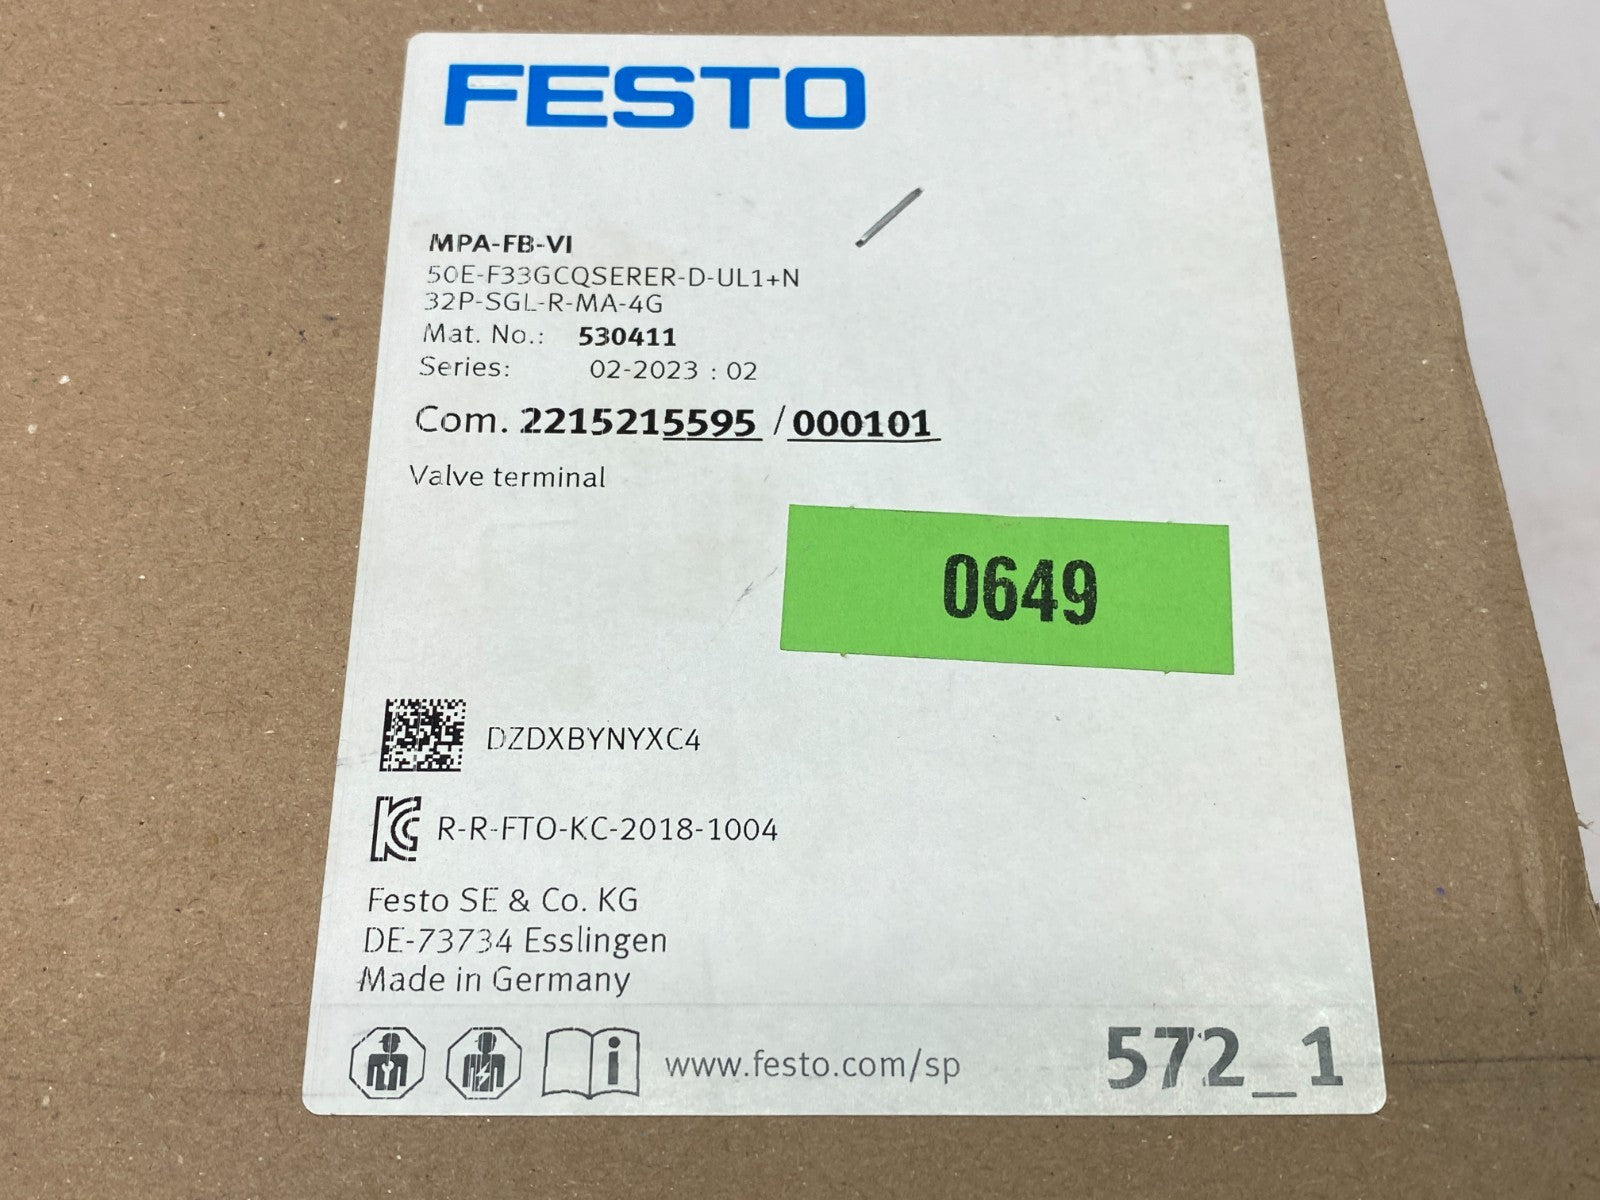 FESTO
MPA-FB-VI
50E-F33GCQSERER-D-UL1+N
32P-SGL-R-MA-4G
Mat. No.: 530411
Series: 02-2023 : 02
Com. 2215215595 / 000101
Valve terminal
0649
DZDXBYNYXC4
R-R-FTO-KC-2018-1004
Festo SE & Co. KG
DE-73734 Esslingen
Made in Germany
i www.festo.com/sp 572_1